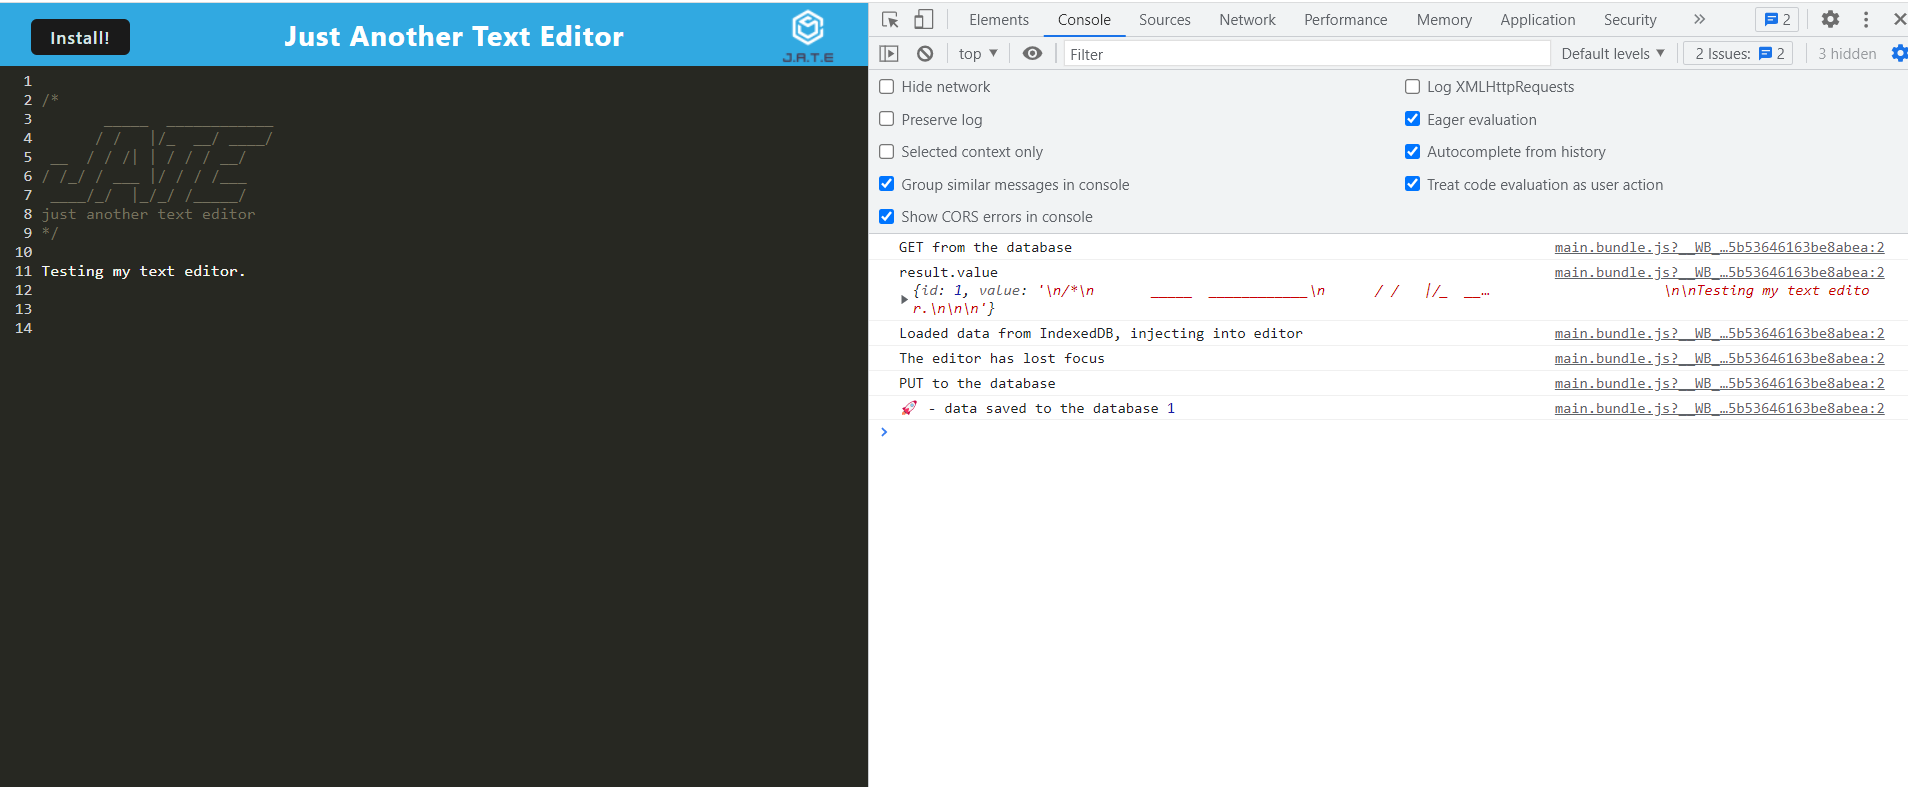 Install!
Just Another Text Editor
J.A.T.E
1
2 /*
3        _____  ____________
4       / /   |/_  __/ ____/
5  __  / / /| | / / / __/
6 / /_/ / ___ |/ / / /___
7  ____/_/  |_/_/ /_____/
8 just another text editor
9 */
10
11 Testing my text editor.
12
13
14
Elements Console Sources Network Performance Memory Application Security » 2
top ▼ Filter Default levels ▼ 2 Issues: 2 3 hidden
Hide network
Log XMLHttpRequests
Preserve log
Eager evaluation
Selected context only
Autocomplete from history
Group similar messages in console
Treat code evaluation as user action
Show CORS errors in console
GET from the database main.bundle.js?__WB_…5b53646163be8abea:2
result.value main.bundle.js?__WB_…5b53646163be8abea:2
{id: 1, value: '\n/*\n       _____  ____________\n      / /   |/_  __…                     \n\nTesting my text edito
r.\n\n\n'}
Loaded data from IndexedDB, injecting into editor main.bundle.js?__WB_…5b53646163be8abea:2
The editor has lost focus main.bundle.js?__WB_…5b53646163be8abea:2
PUT to the database main.bundle.js?__WB_…5b53646163be8abea:2
🚀 - data saved to the database 1 main.bundle.js?__WB_…5b53646163be8abea:2